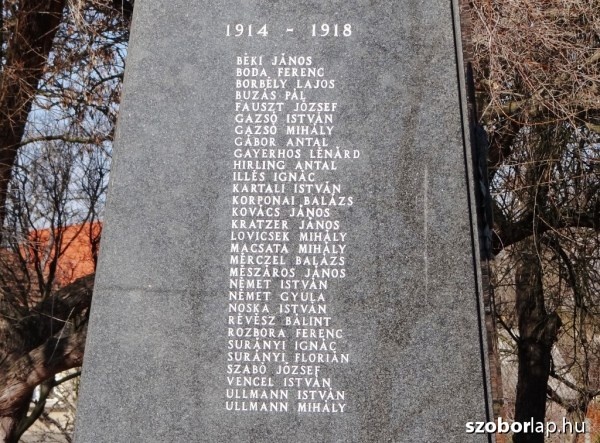 1914 - 1918
BÉKI JÁNOS
BODA FERENC
BORBÉLY LAJOS
BUZÁS PÁL
FAUSZT JÓZSEF
GAZSÓ ISTVÁN
GAZSÓ MIHÁLY
GÁBOR ANTAL
GAYERHOS LÉNÁRD
HIRLING ANTAL
ILLÉS IGNÁC
KARTALI ISTVÁN
KORPONAI BALÁZS
KOVÁCS JÁNOS
KRATZER JÁNOS
LOVICSEK MIHÁLY
MACSATA MIHÁLY
MÉRCZEL BALÁZS
MÉSZÁROS JÁNOS
NÉMET ISTVÁN
NÉMET GYULA
NOSKA ISTVÁN
RÉVÉSZ BÁLINT
ROZBORA FERENC
SURÁNYI IGNÁC
SURÁNYI FLÓRIÁN
SZABÓ JÓZSEF
VENCEL ISTVÁN
ULLMANN ISTVÁN
ULLMANN MIHÁLY
szoborlap.hu